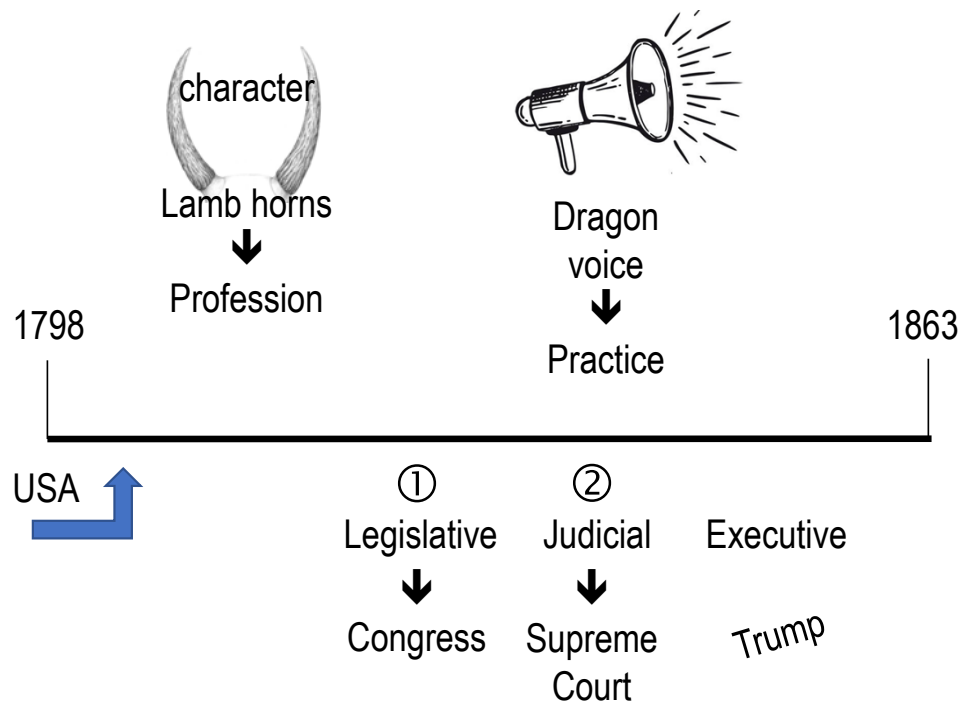 character
Lamb horns
Profession
Dragon
voice
Practice
1798
1863
USA
①
②
Legislative
Judicial
Executive
Congress
Supreme
Court
Trump